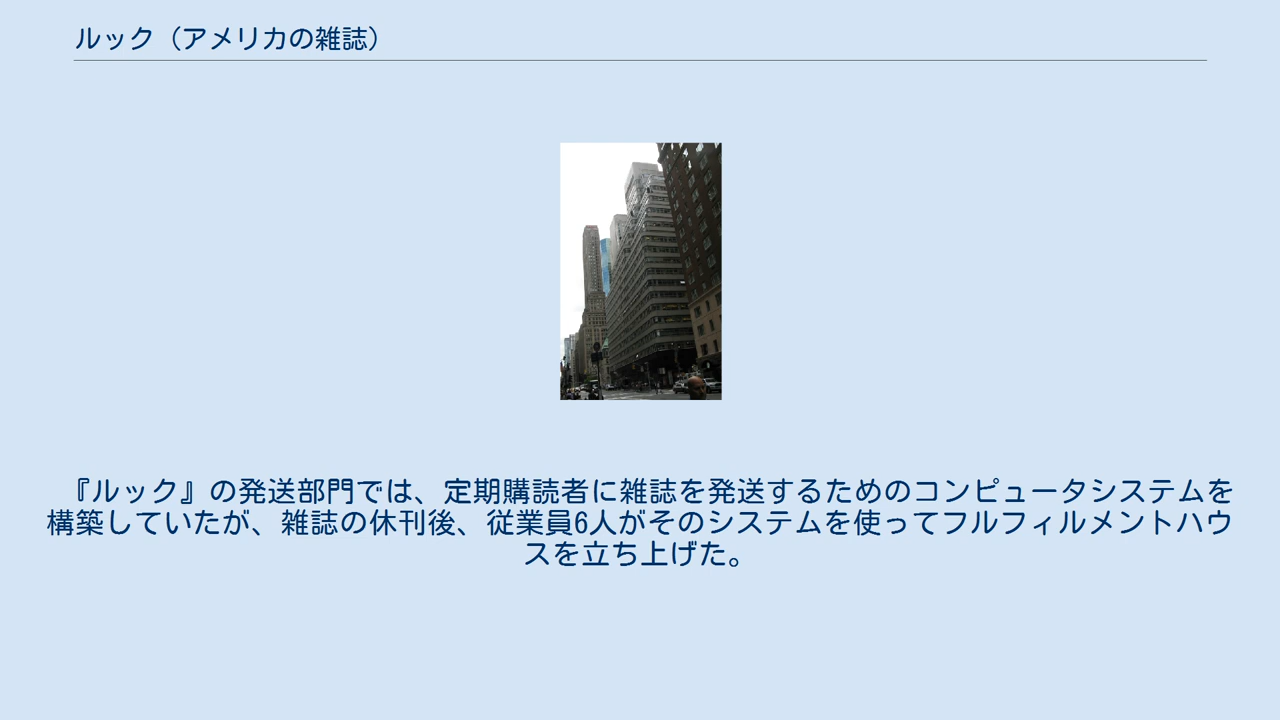 ルック（アメリカの雑誌）
『ルック』の発送部門では、定期購読者に雑誌を発送するためのコンピュータシステムを
構築していたが、雑誌の休刊後、従業員6人がそのシステムを使ってフルフィルメントハウ
スを立ち上げた。